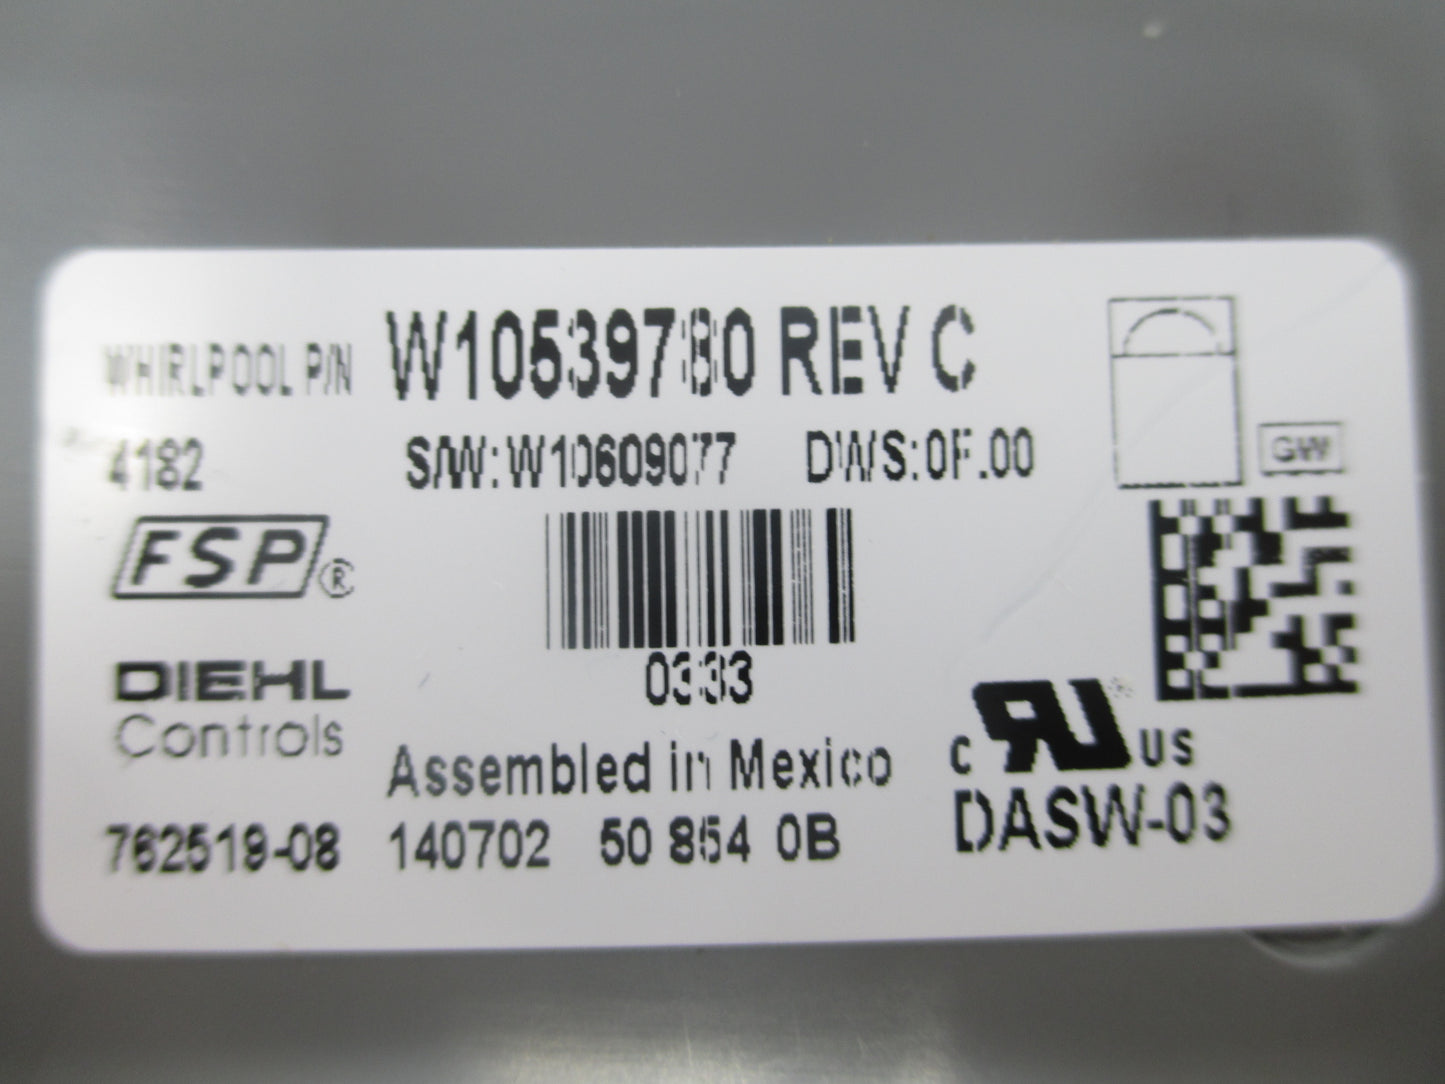 WHIRLPOOL P/N W10539780 REV C
4182 S/W:W10609077 DWS:0F.00
GW
FSP®
0333
DIEHL
Controls
Assembled in Mexico
C RU US
762519-08 140702 50 854 0B DASW-03